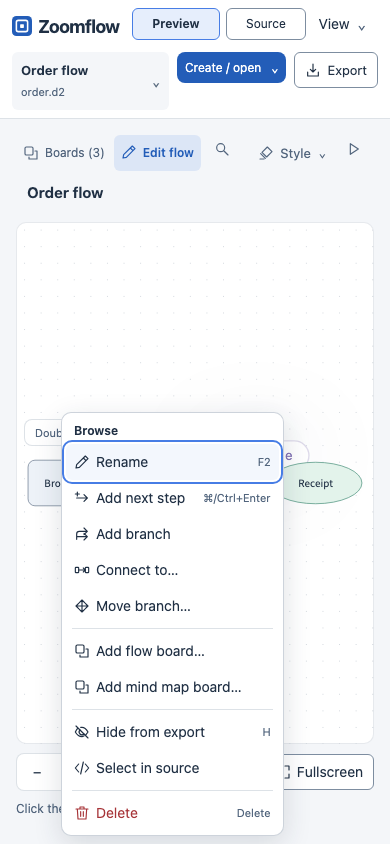 Zoomflow
Preview
Source
View
Order flow
order.d2
Create / open
Export
Boards (3)
Edit flow
Style
Order flow
Browse
Rename F2
Add next step ⌘/Ctrl+Enter
Add branch
Connect to...
Move branch...
Add flow board...
Add mind map board...
Hide from export H
Select in source
Delete Delete
Receipt
−
Fullscreen